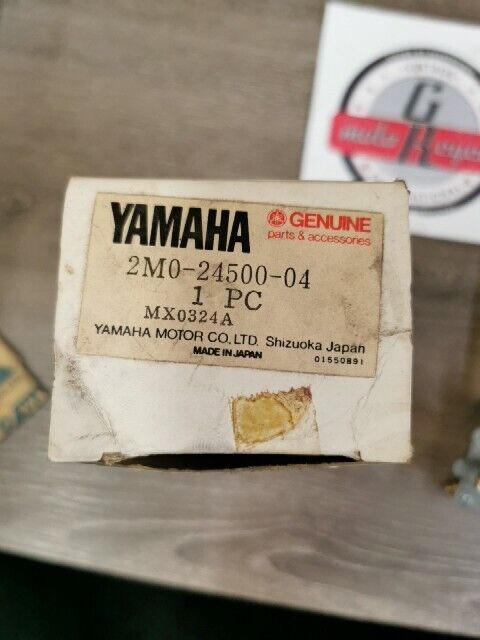 YAMAHA
GENUINE
parts & accessories
2M0-24500-04
1 PC
MX0324A
YAMAHA MOTOR CO., LTD. Shizuoka Japan
MADE IN JAPAN
01550891
G
moto